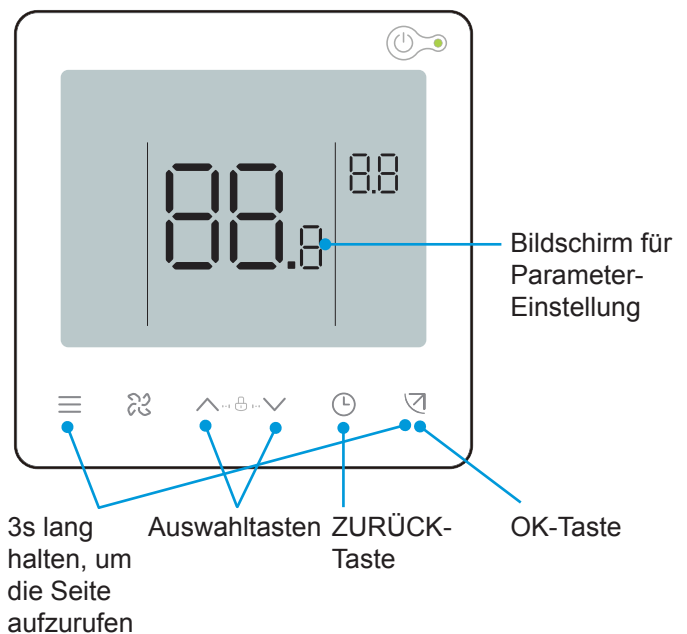 88.8
8.8
Bildschirm für
Parameter-
Einstellung
3s lang
halten, um
die Seite
aufzurufen
Auswahltasten
ZURÜCK-
Taste
OK-Taste